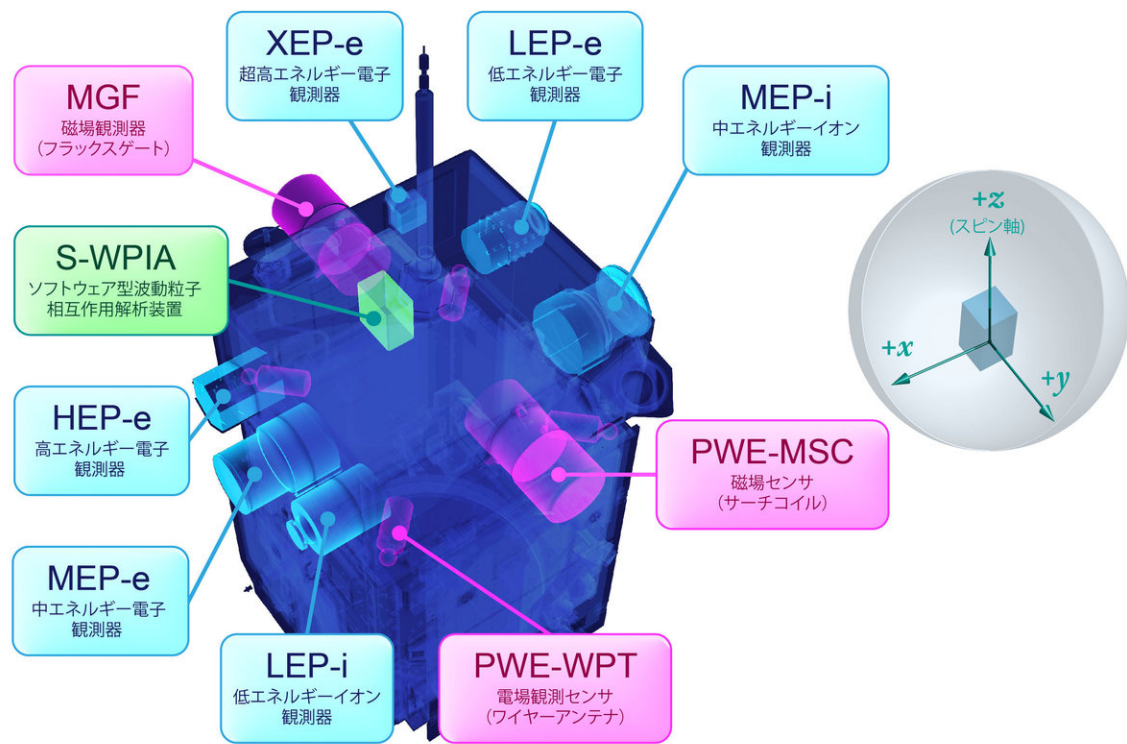 XEP-e
超高エネルギー電子
観測器
LEP-e
低エネルギー電子
観測器
MGF
磁場観測器
(フラックスゲート)
MEP-i
中エネルギーイオン
観測器
S-WPIA
ソフトウェア型波動粒子
相互作用解析装置
+z
(スピン軸)
+x
+y
HEP-e
高エネルギー電子
観測器
PWE-MSC
磁場センサ
(サーチコイル)
MEP-e
中エネルギー電子
観測器
LEP-i
低エネルギーイオン
観測器
PWE-WPT
電場観測センサ
(ワイヤーアンテナ)